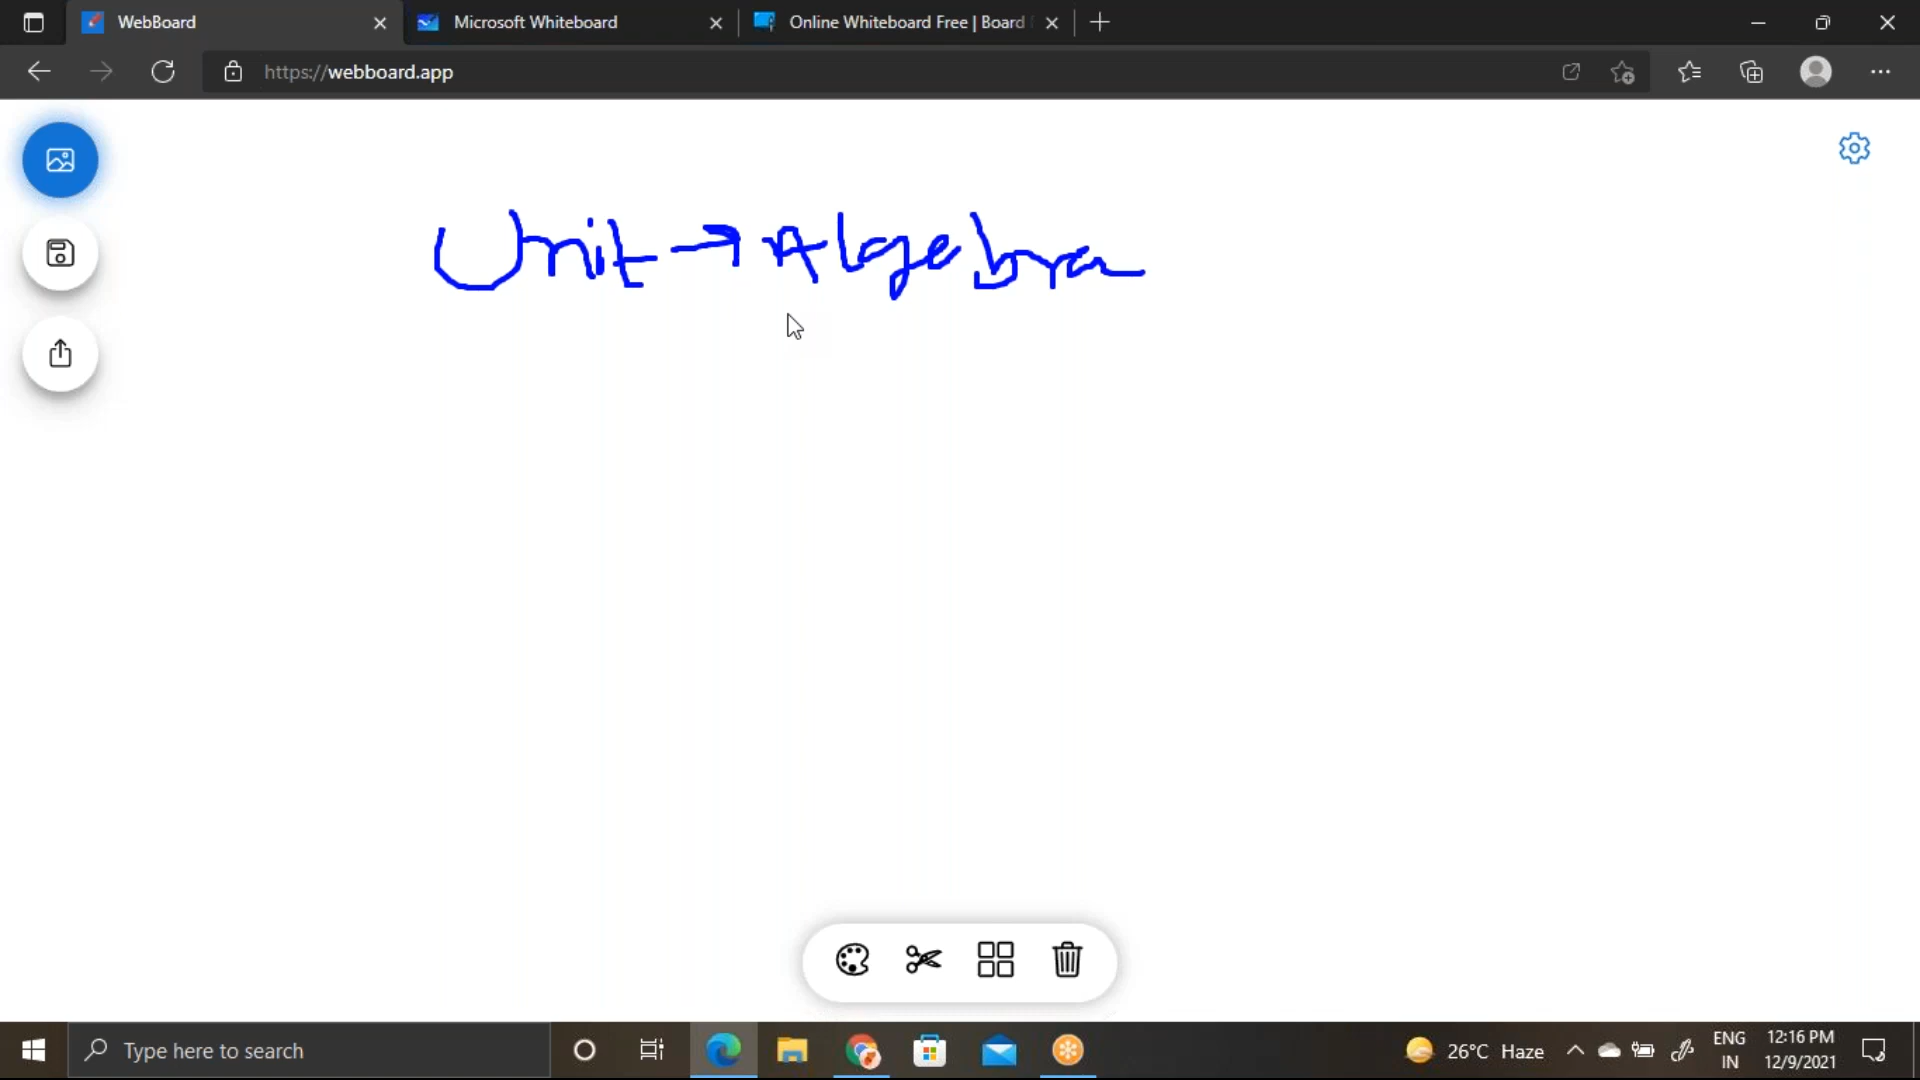 WebBoard
Microsoft Whiteboard
Online Whiteboard Free | Board
https://webboard.app
Unit → Algebra
Type here to search
26°C Haze
ENG
IN
12:16 PM
12/9/2021